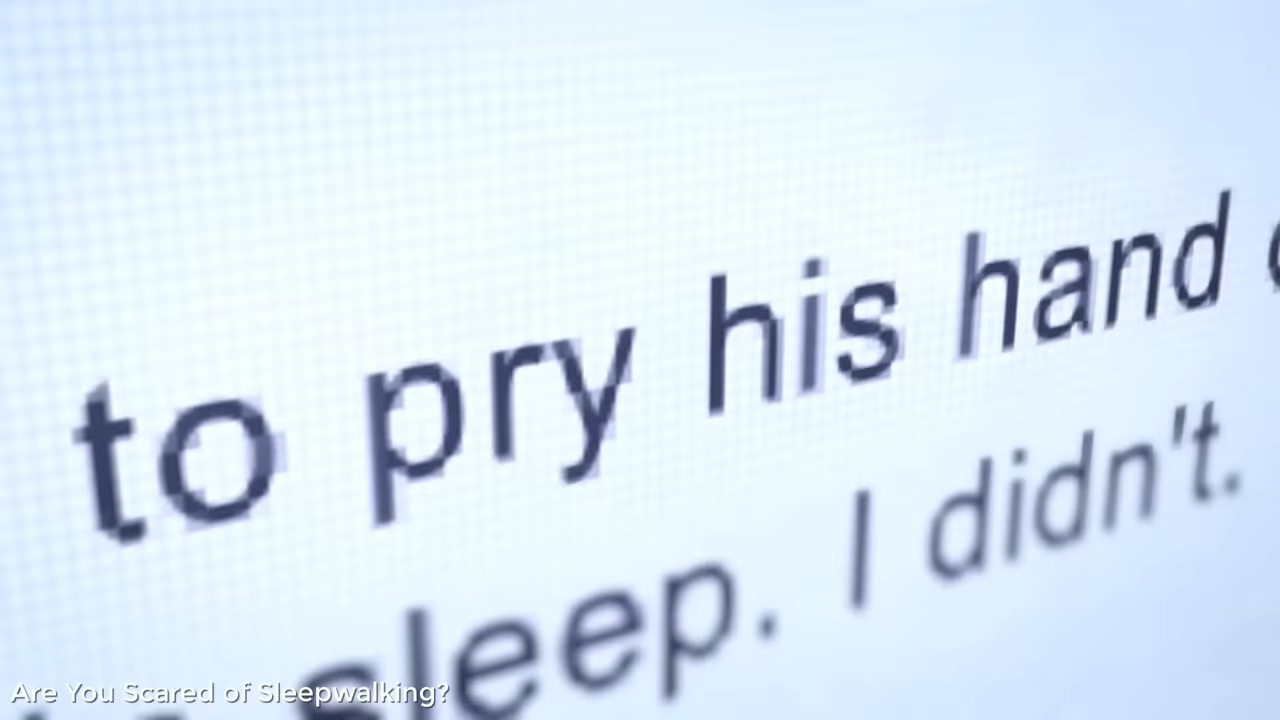 to pry his hand
sleep. I didn't.
Are You Scared of Sleepwalking?